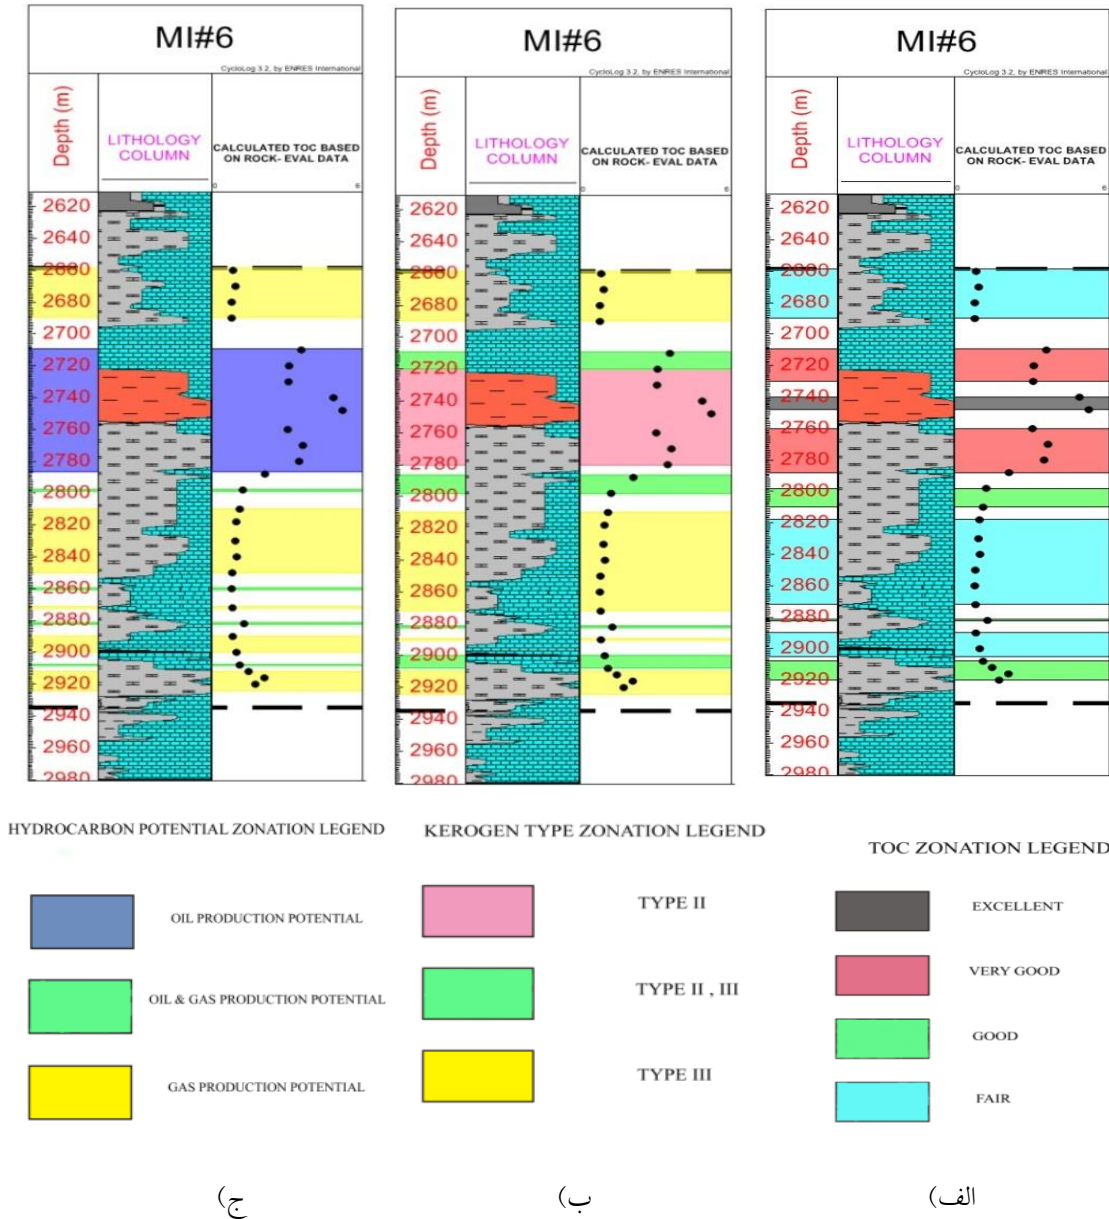 MI#6
CycloLog 3.2, by ENRES International
Depth (m)
LITHOLOGY
COLUMN
CALCULATED TOC BASED
ON ROCK- EVAL DATA
0 6
2620
2640
2660
2680
2700
2720
2740
2760
2780
2800
2820
2840
2860
2880
2900
2920
2940
2960
2980
MI#6
CycloLog 3.2, by ENRES International
Depth (m)
LITHOLOGY
COLUMN
CALCULATED TOC BASED
ON ROCK- EVAL DATA
0 6
2620
2640
2660
2680
2700
2720
2740
2760
2780
2800
2820
2840
2860
2880
2900
2920
2940
2960
2980
MI#6
CycloLog 3.2, by ENRES International
Depth (m)
LITHOLOGY
COLUMN
CALCULATED TOC BASED
ON ROCK- EVAL DATA
0 6
2620
2640
2660
2680
2700
2720
2740
2760
2780
2800
2820
2840
2860
2880
2900
2920
2940
2960
2980
HYDROCARBON POTENTIAL ZONATION LEGEND
OIL PRODUCTION POTENTIAL
OIL & GAS PRODUCTION POTENTIAL
GAS PRODUCTION POTENTIAL
KEROGEN TYPE ZONATION LEGEND
TYPE II
TYPE II , III
TYPE III
TOC ZONATION LEGEND
EXCELLENT
VERY GOOD
GOOD
FAIR
الف)
ب)
ج)